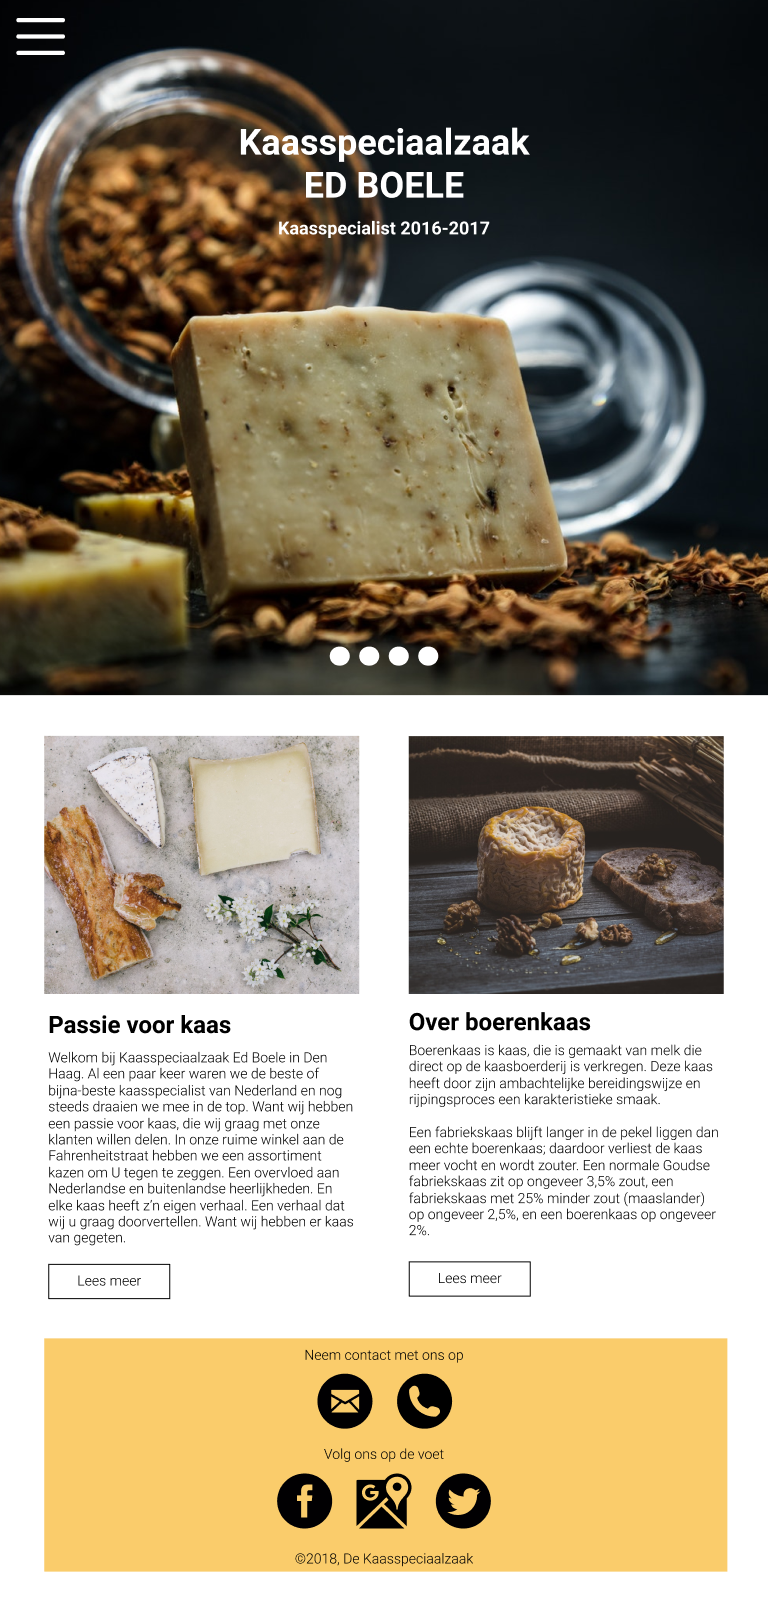 Kaasspeciaalzaak
ED BOELE
Kaasspecialist 2016-2017
Passie voor kaas
Welkom bij Kaasspeciaalzaak Ed Boele in Den
Haag. Al een paar keer waren we de beste of
bijna-beste kaasspecialist van Nederland en nog
steeds draaien we mee in de top. Want wij hebben
een passie voor kaas, die wij graag met onze
klanten willen delen. In onze ruime winkel aan de
Fahrenheitstraat hebben we een assortiment
kazen om U tegen te zeggen. Een overvloed aan
Nederlandse en buitenlandse heerlijkheden. En
elke kaas heeft z’n eigen verhaal. Een verhaal dat
wij u graag doorvertellen. Want wij hebben er kaas
van gegeten.
Lees meer
Over boerenkaas
Boerenkaas is kaas, die is gemaakt van melk die
direct op de kaasboerderij is verkregen. Deze kaas
heeft door zijn ambachtelijke bereidingswijze en
rijpingsproces een karakteristieke smaak.
Een fabriekskaas blijft langer in de pekel liggen dan
een echte boerenkaas; daardoor verliest de kaas
meer vocht en wordt zouter. Een normale Goudse
fabriekskaas zit op ongeveer 3,5% zout, een
fabriekskaas met 25% minder zout (maaslander)
op ongeveer 2,5%, en een boerenkaas op ongeveer
2%.
Lees meer
Neem contact met ons op
Volg ons op de voet
G
©2018, De Kaasspeciaalzaak